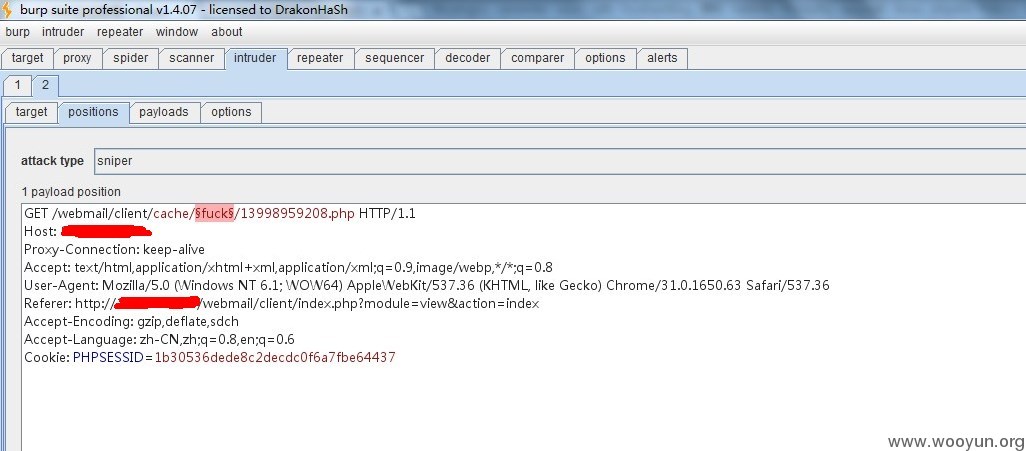 burp suite professional v1.4.07 - licensed to DrakonHaSh
burp intruder repeater window about
target proxy spider scanner intruder repeater sequencer decoder comparer options alerts
1 2
target positions payloads options
attack type sniper
1 payload position
GET /webmail/client/cache/§fuck§/13998959208.php HTTP/1.1
Host:
Proxy-Connection: keep-alive
Accept: text/html,application/xhtml+xml,application/xml;q=0.9,image/webp,*/*;q=0.8
User-Agent: Mozilla/5.0 (Windows NT 6.1; WOW64) AppleWebKit/537.36 (KHTML, like Gecko) Chrome/31.0.1650.63 Safari/537.36
Referer: http:///webmail/client/index.php?module=view&action=index
Accept-Encoding: gzip,deflate,sdch
Accept-Language: zh-CN,zh;q=0.8,en;q=0.6
Cookie: PHPSESSID=1b30536dede8c2decdc0f6a7fbe64437
www.wooyun.org